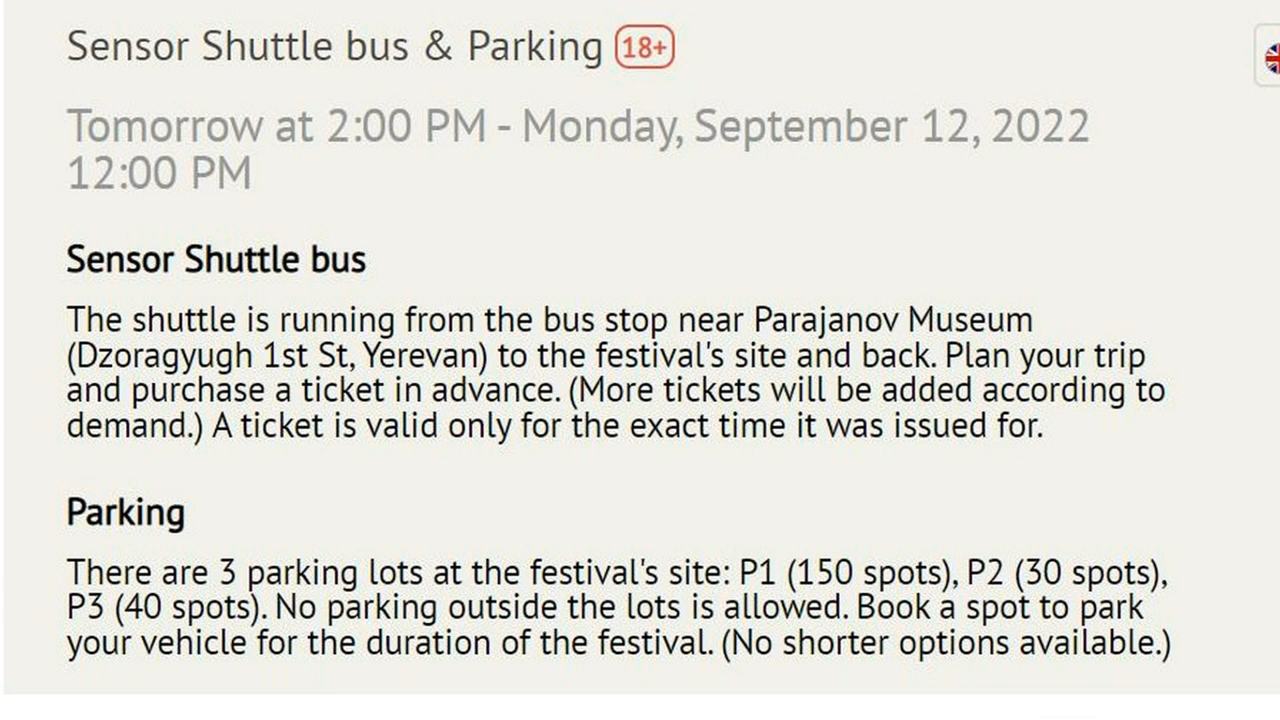 Sensor Shuttle bus & Parking 18+
Tomorrow at 2:00 PM - Monday, September 12, 2022
12:00 PM
Sensor Shuttle bus
The shuttle is running from the bus stop near Parajanov Museum
(Dzoragyugh 1st St, Yerevan) to the festival's site and back. Plan your trip
and purchase a ticket in advance. (More tickets will be added according to
demand.) A ticket is valid only for the exact time it was issued for.
Parking
There are 3 parking lots at the festival's site: P1 (150 spots), P2 (30 spots),
P3 (40 spots). No parking outside the lots is allowed. Book a spot to park
your vehicle for the duration of the festival. (No shorter options available.)